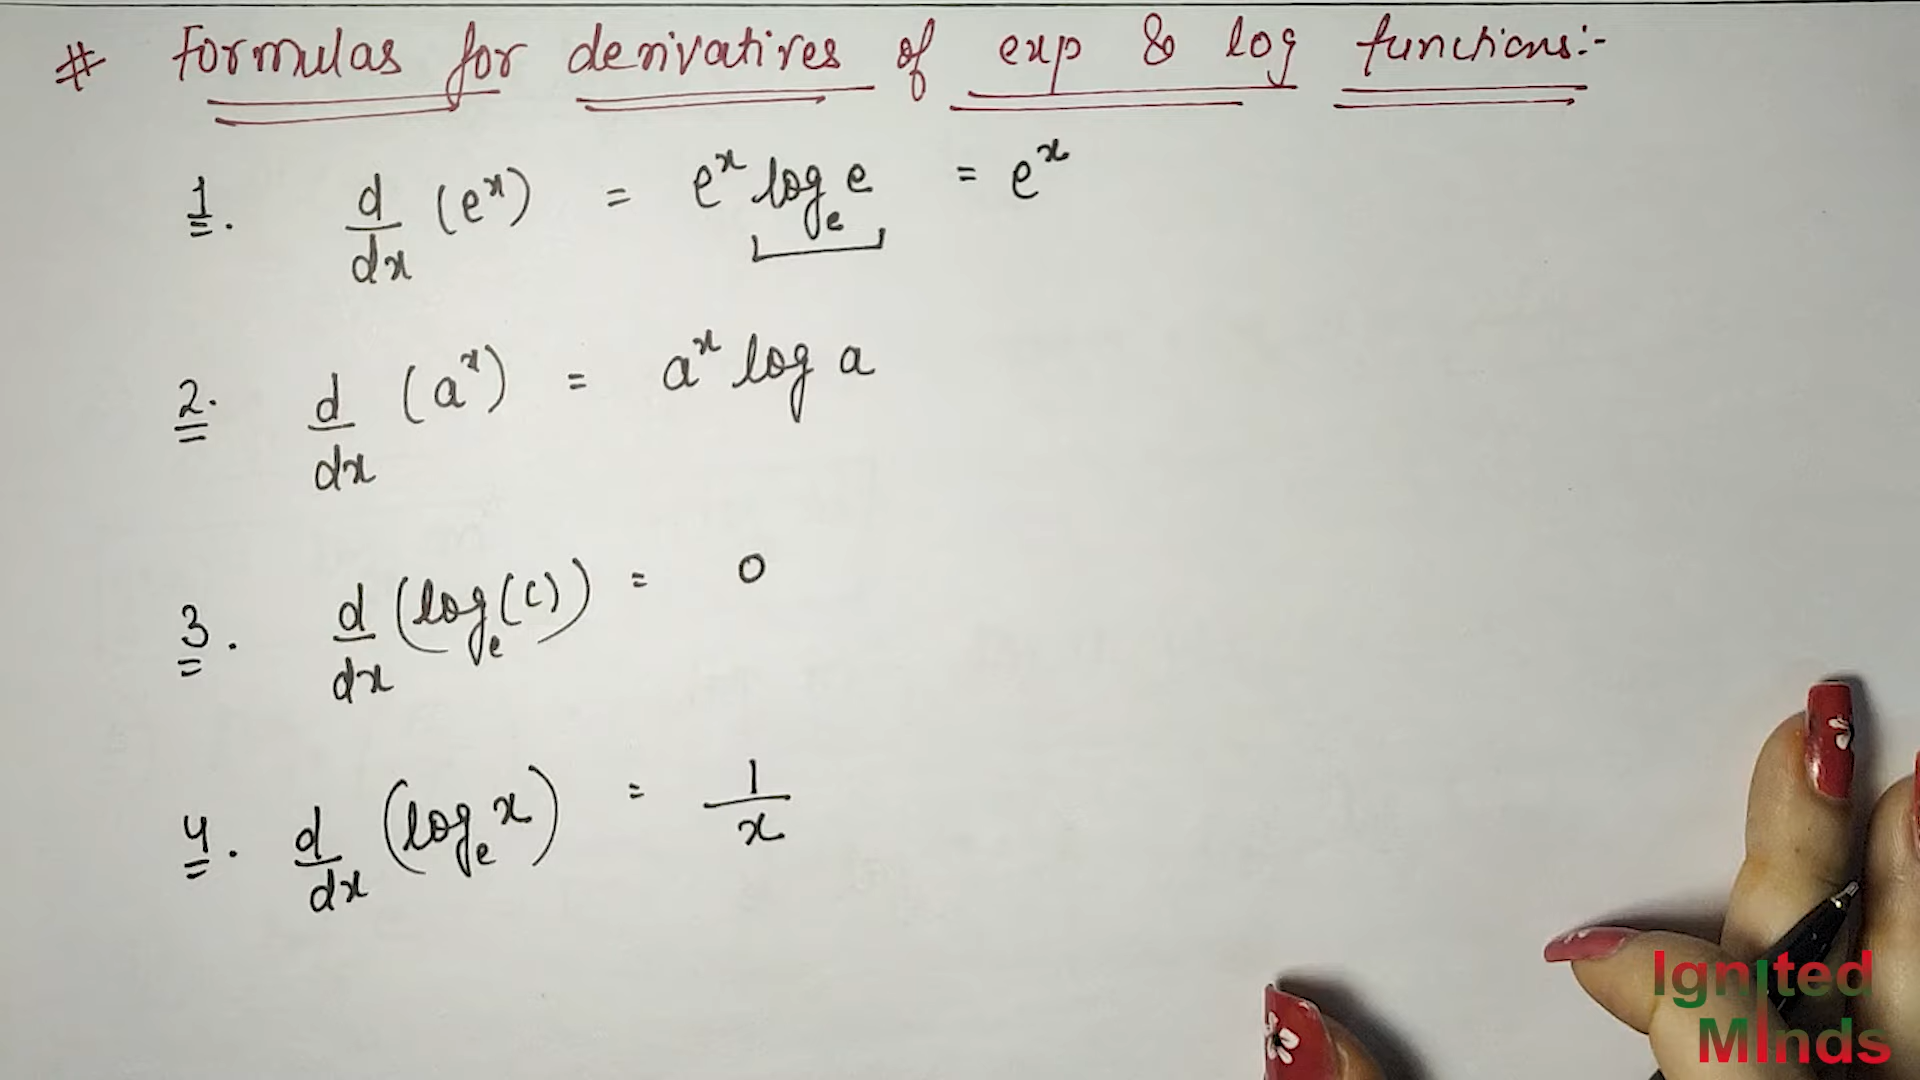 # Formulas for derivatives of exp & log functions:-
1. d/dx (e^x) = e^x log_e e = e^x
2. d/dx (a^x) = a^x log a
3. d/dx (log_e(c)) = 0
4. d/dx (log_e x) = 1/x
Ignited
Minds